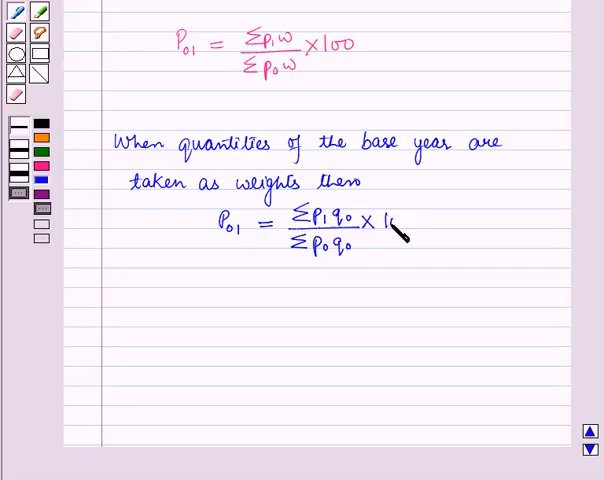 P₀₁ = Σp₁w / Σp₀w × 100
When quantities of the base year are
taken as weights then
P₀₁ = Σp₁q₀ / Σp₀q₀ × 1